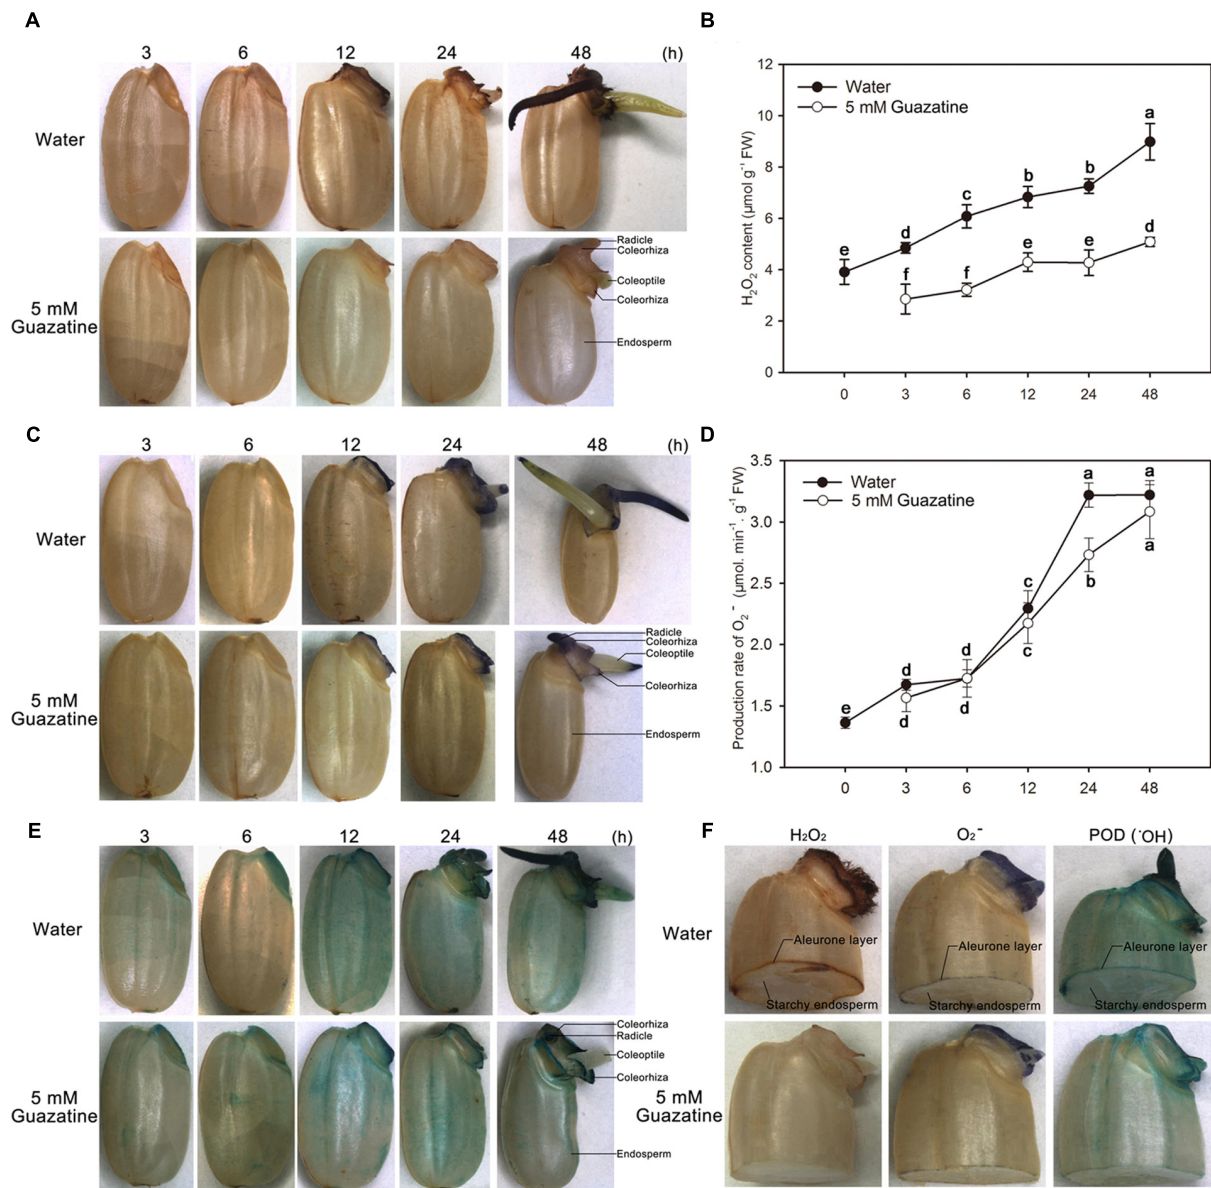 A
3 6 12 24 48 (h)
Water
5 mM
Guazatine
Radicle
Coleorhiza
Coleoptile
Coleorhiza
Endosperm
B
12
10
8
6
4
2
0
H₂O₂ content (µmol g⁻¹ FW)
Water
5 mM Guazatine
e d c b b a
f f e e d
0 3 6 12 24 48
C
3 6 12 24 48 (h)
Water
5 mM
Guazatine
Radicle
Coleorhiza
Coleoptile
Coleorhiza
Endosperm
D
3.5
3.0
2.5
2.0
1.5
1.0
Production rate of O₂⁻ (µmol. min⁻¹. g⁻¹ FW)
Water
5 mM Guazatine
e d d c a a
d d c b a
0 3 6 12 24 48
E
3 6 12 24 48 (h)
Water
5 mM
Guazatine
Coleorhiza
Radicle
Coleoptile
Coleorhiza
Endosperm
F
H₂O₂ O₂⁻ POD (˙OH)
Water
Aleurone layer Aleurone layer Aleurone layer
Starchy endosperm Starchy endosperm Starchy endosperm
5 mM
Guazatine